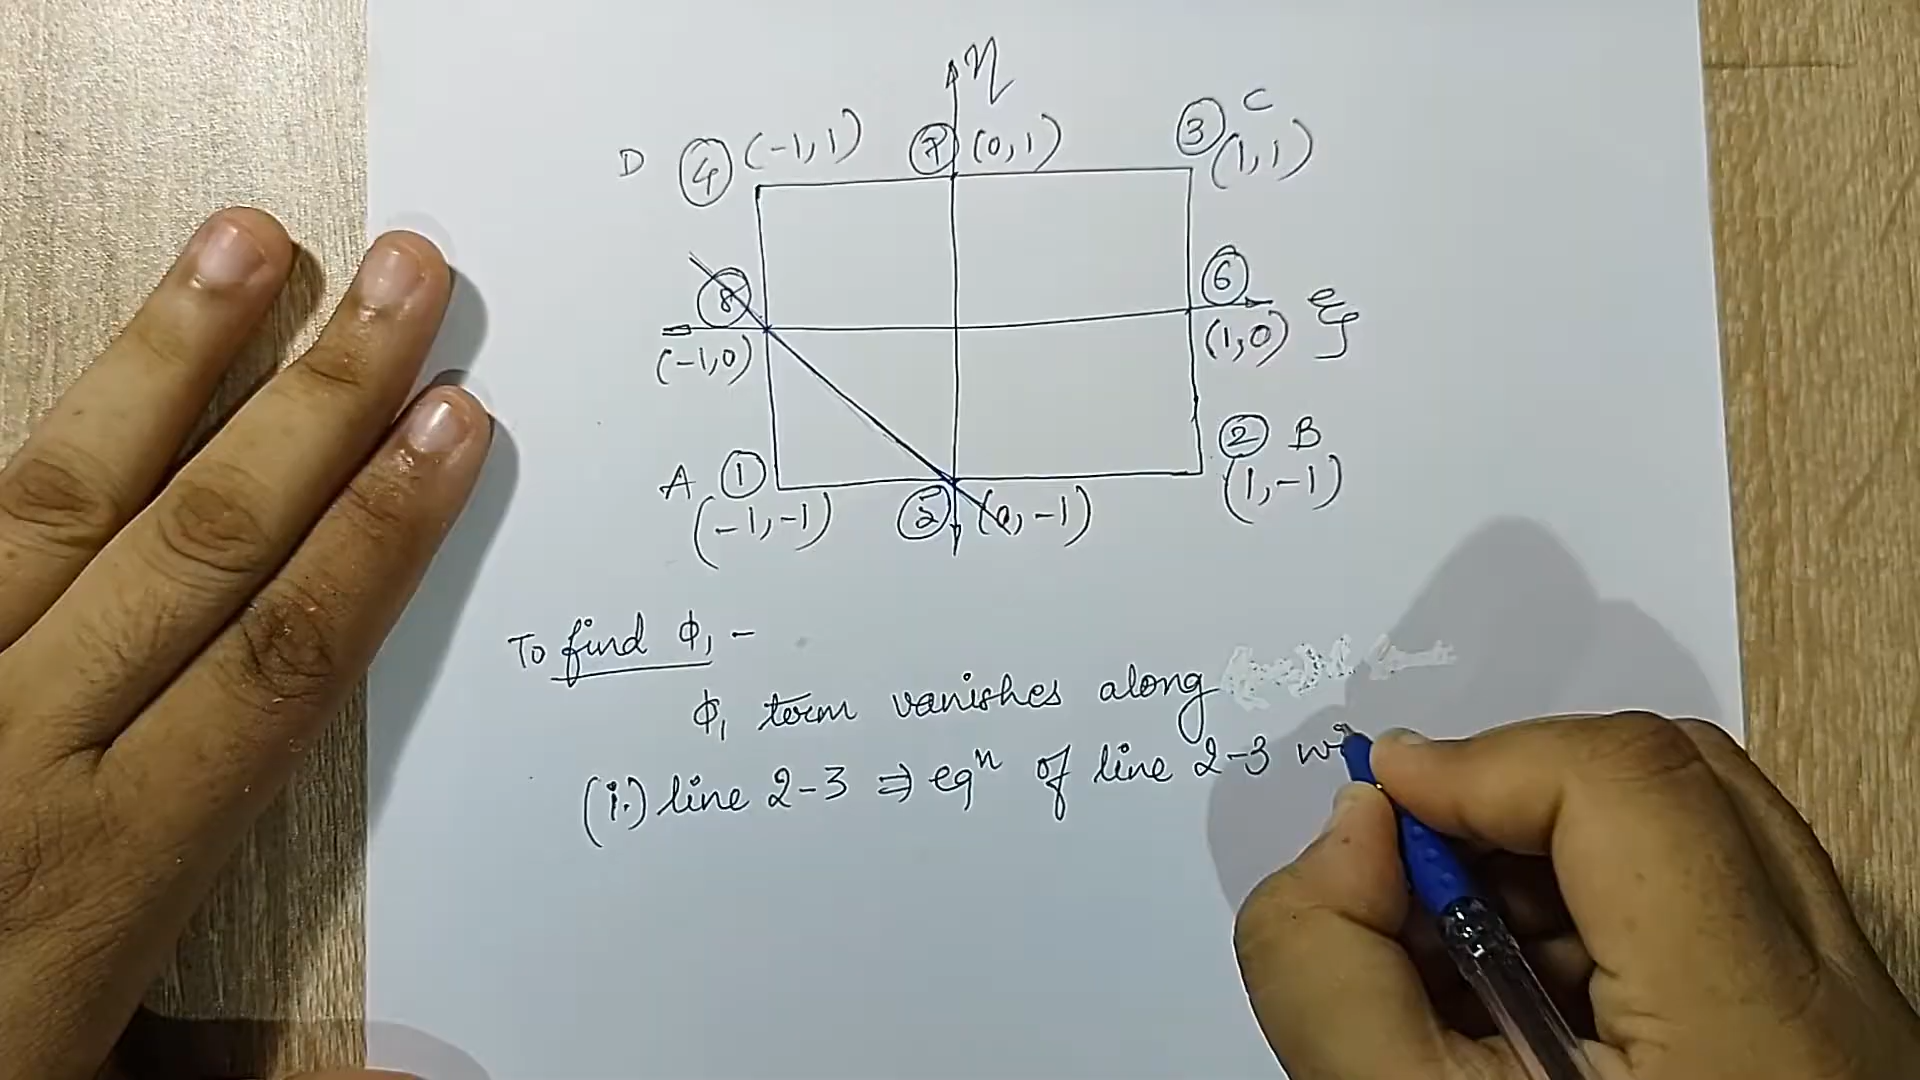 η
D ④ (-1,1) ⑦ (0,1) ③ C (1,1)
⑧ ⑥
(-1,0) (1,0) ξ
A ① ② B
(-1,-1) ⑤ (0,-1) (1,-1)
To find ϕ₁ -
ϕ₁ term vanishes along
(i.) line 2-3 ⇒ eqⁿ of line 2-3